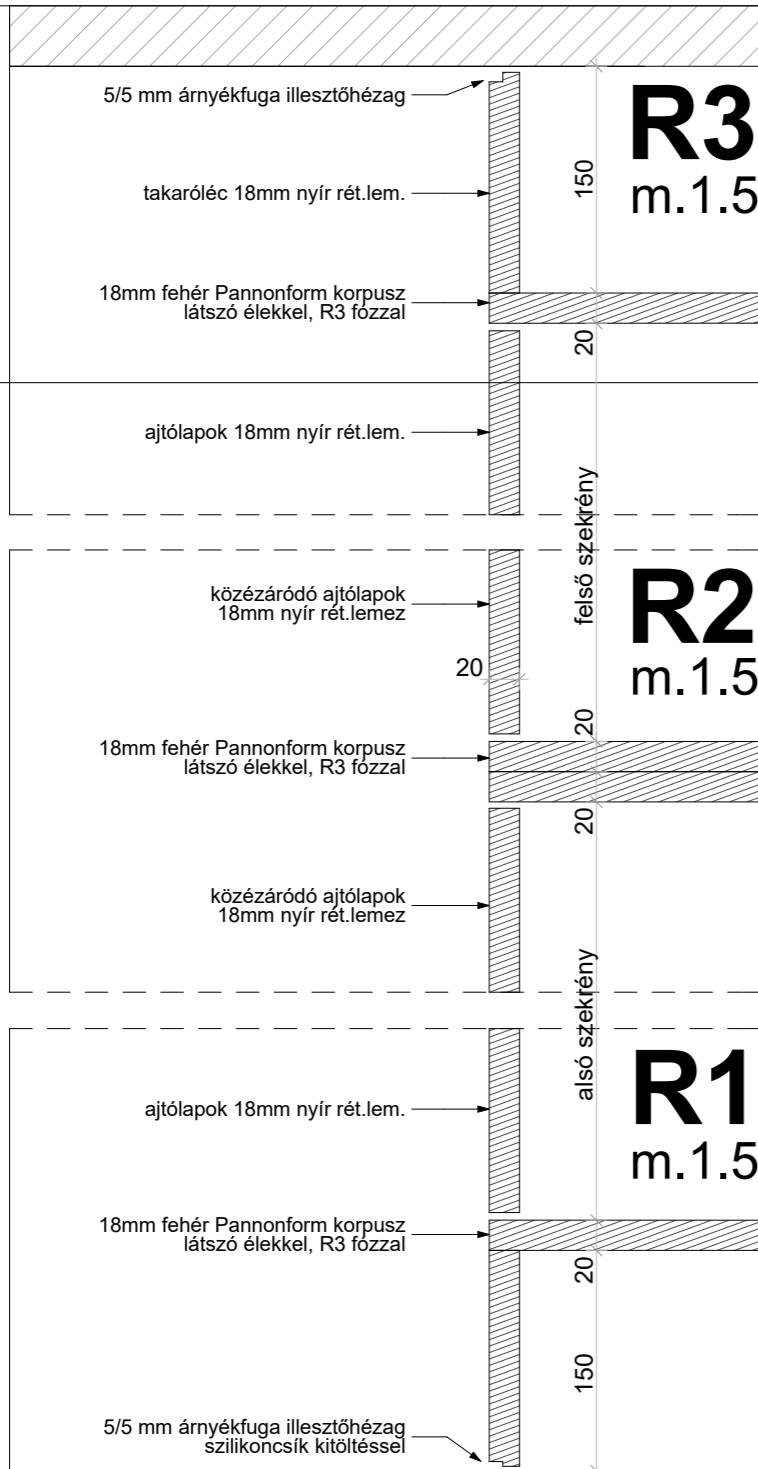 5/5 mm árnyékfuga illesztőhézag
R3
m.1.5
takaróléc 18mm nyír rét.lem.
150
18mm fehér Pannonform korpusz
látszó élekkel, R3 fózzal
20
ajtólapok 18mm nyír rét.lem.
felső szekrény
közézáródó ajtólapok
18mm nyír rét.lemez
R2
m.1.5
20
20
18mm fehér Pannonform korpusz
látszó élekkel, R3 fózzal
20
közézáródó ajtólapok
18mm nyír rét.lemez
alsó szekrény
R1
m.1.5
ajtólapok 18mm nyír rét.lem.
18mm fehér Pannonform korpusz
látszó élekkel, R3 fózzal
20
150
5/5 mm árnyékfuga illesztőhézag
szilikoncsík kitöltéssel